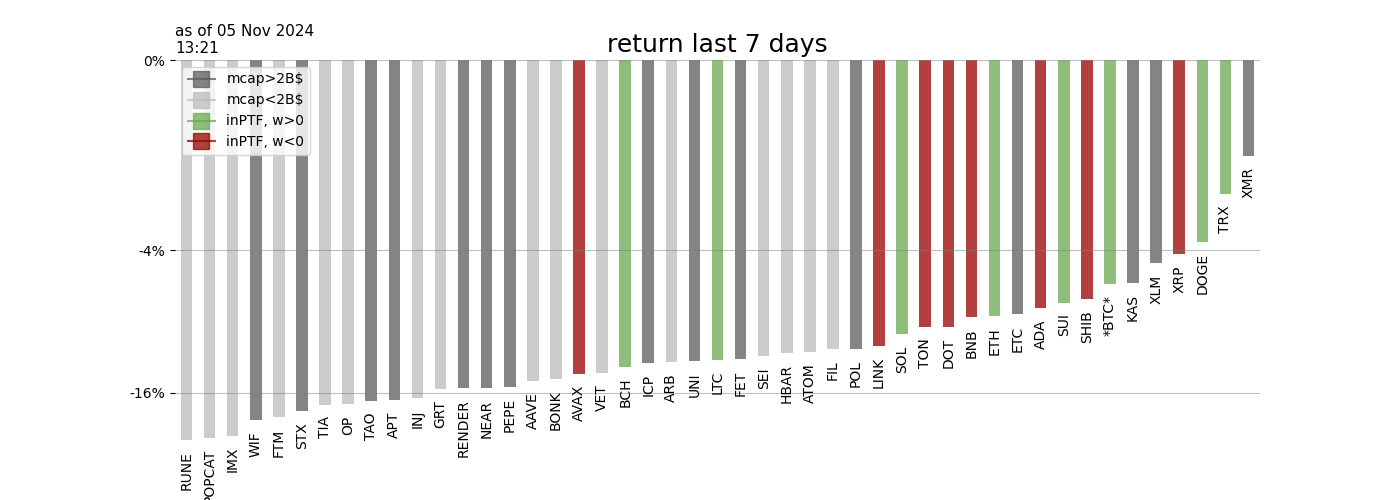 as of 05 Nov 2024
13:21
return last 7 days
0%
-4%
-16%
mcap>2B$
mcap<2B$
inPTF, w>0
inPTF, w<0
RUNE
POPCAT
IMX
WIF
FTM
STX
TIA
OP
TAO
APT
INJ
GRT
RENDER
NEAR
PEPE
AAVE
BONK
AVAX
VET
BCH
ICP
ARB
UNI
LTC
FET
SEI
HBAR
ATOM
FIL
POL
LINK
SOL
TON
DOT
BNB
ETH
ETC
ADA
SUI
SHIB
*BTC*
KAS
XLM
XRP
DOGE
TRX
XMR